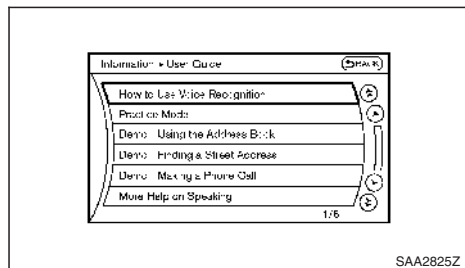 Information ▸ User Guide
BACK
How to Use Voice Recognition
Practice Mode
Demo - Using the Address Book
Demo - Finding a Street Address
Demo - Making a Phone Call
More Help on Speaking
1/6
SAA2825Z